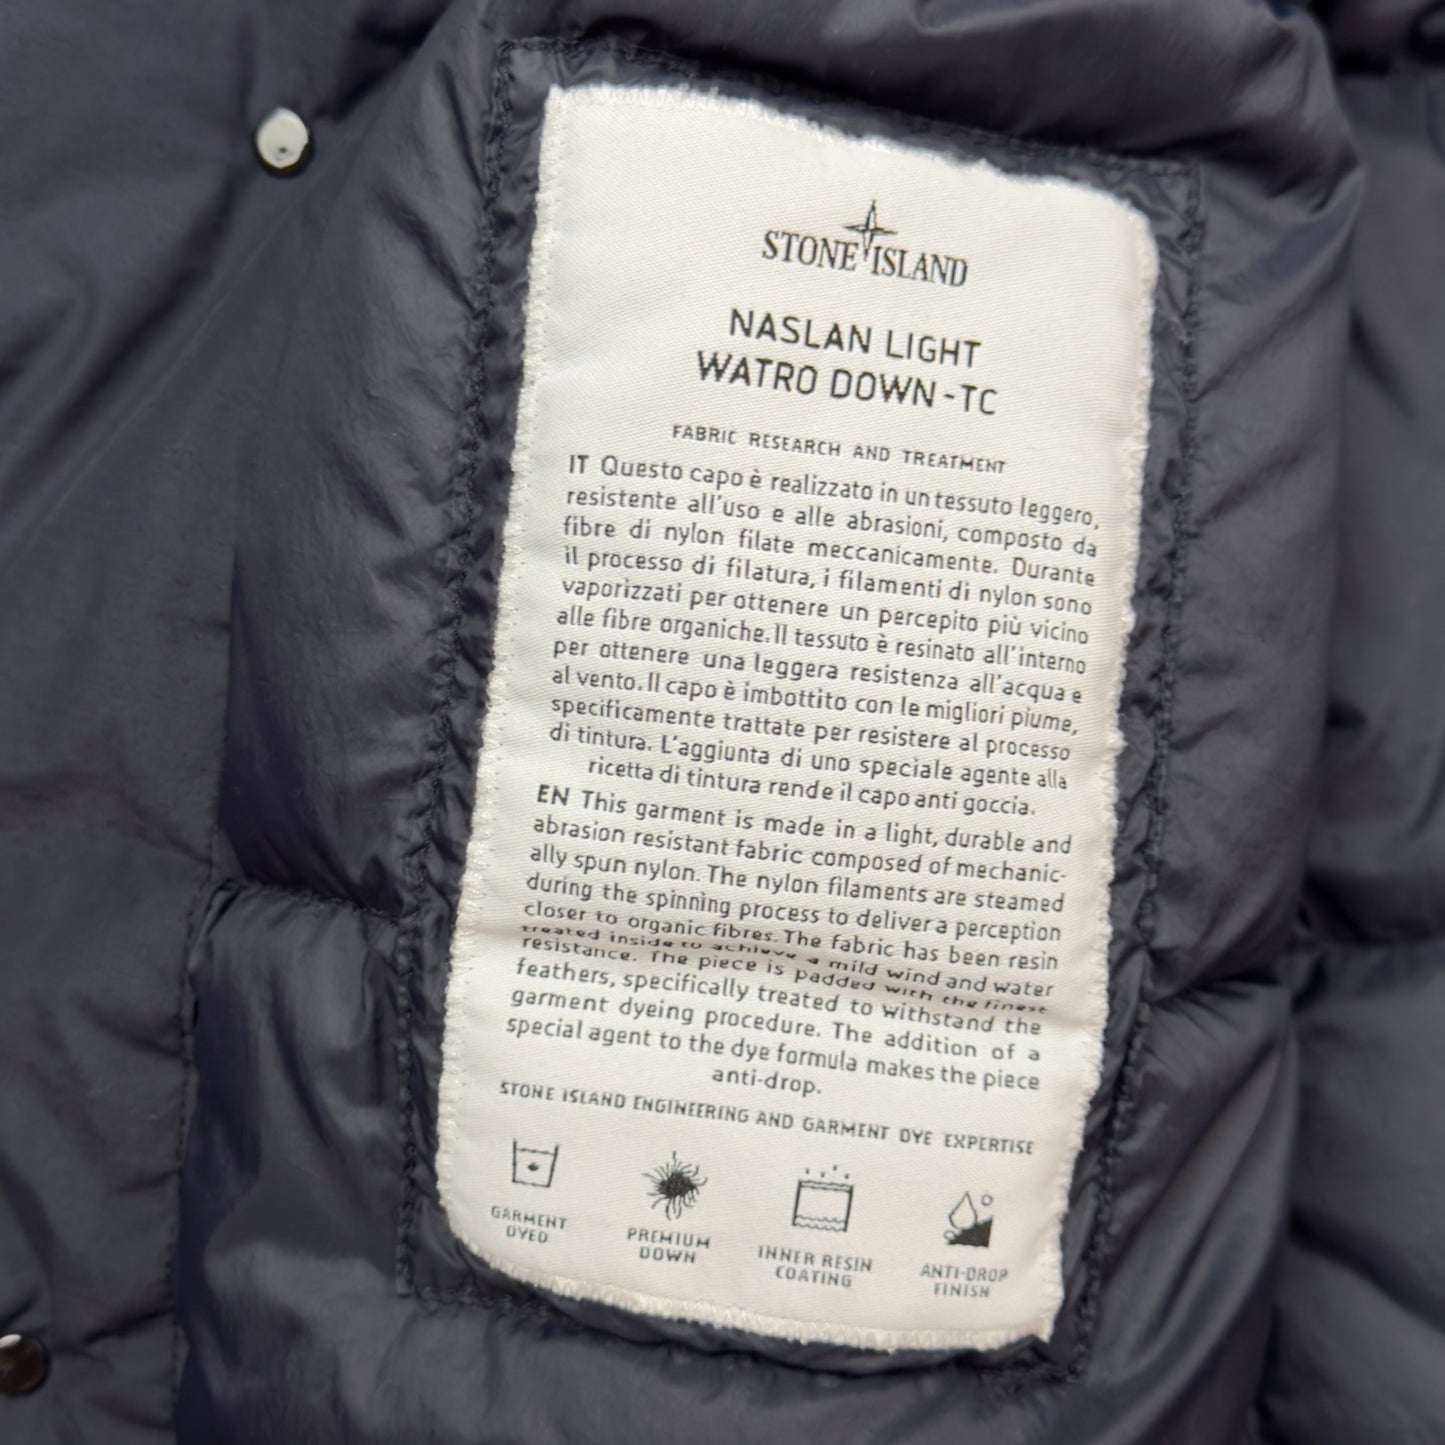 STONE ISLAND
NASLAN LIGHT
WATRO DOWN-TC
FABRIC RESEARCH AND TREATMENT
IT Questo capo è realizzato in un tessuto leggero,
resistente all'uso e alle abrasioni, composto da
fibre di nylon filate meccanicamente. Durante
il processo di filatura, i filamenti di nylon sono
vaporizzati per ottenere un percepito più vicino
alle fibre organiche. Il tessuto è resinato all'interno
per ottenere una leggera resistenza all'acqua e
al vento. Il capo è imbottito con le migliori piume,
specificamente trattate per resistere al processo
di tintura. L'aggiunta di uno speciale agente alla
ricetta di tintura rende il capo anti goccia.
EN This garment is made in a light, durable and
abrasion resistant fabric composed of mechanic-
ally spun nylon. The nylon filaments are steamed
during the spinning process to deliver a perception
closer to organic fibres. The fabric has been resin
treated inside to achieve a mild wind and water
resistance. The piece is padded with the finest
feathers, specifically treated to withstand the
garment dyeing procedure. The addition of a
special agent to the dye formula makes the piece
anti-drop.
STONE ISLAND ENGINEERING AND GARMENT DYE EXPERTISE
GARMENT
DYED
PREMIUM
DOWN
INNER RESIN
COATING
ANTI-DROP
FINISH